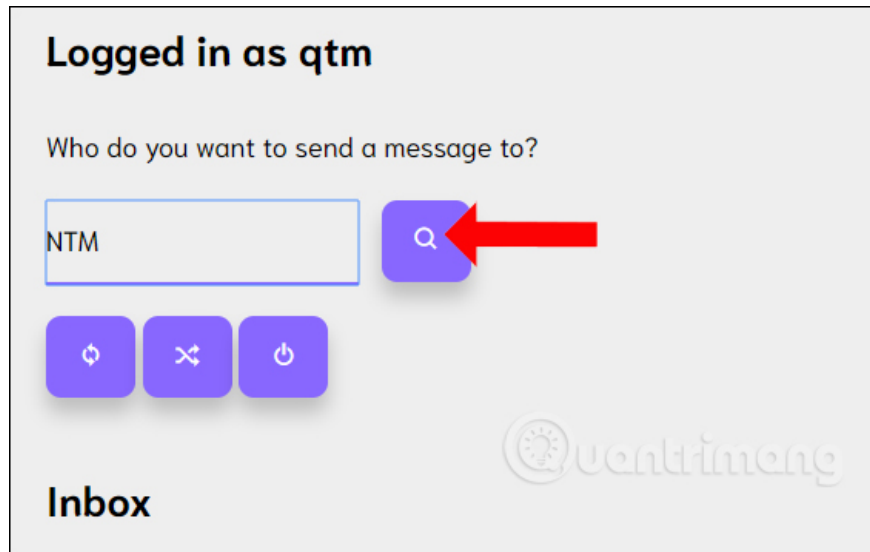 Logged in as qtm
Who do you want to send a message to?
NTM
Quantrimang
Inbox